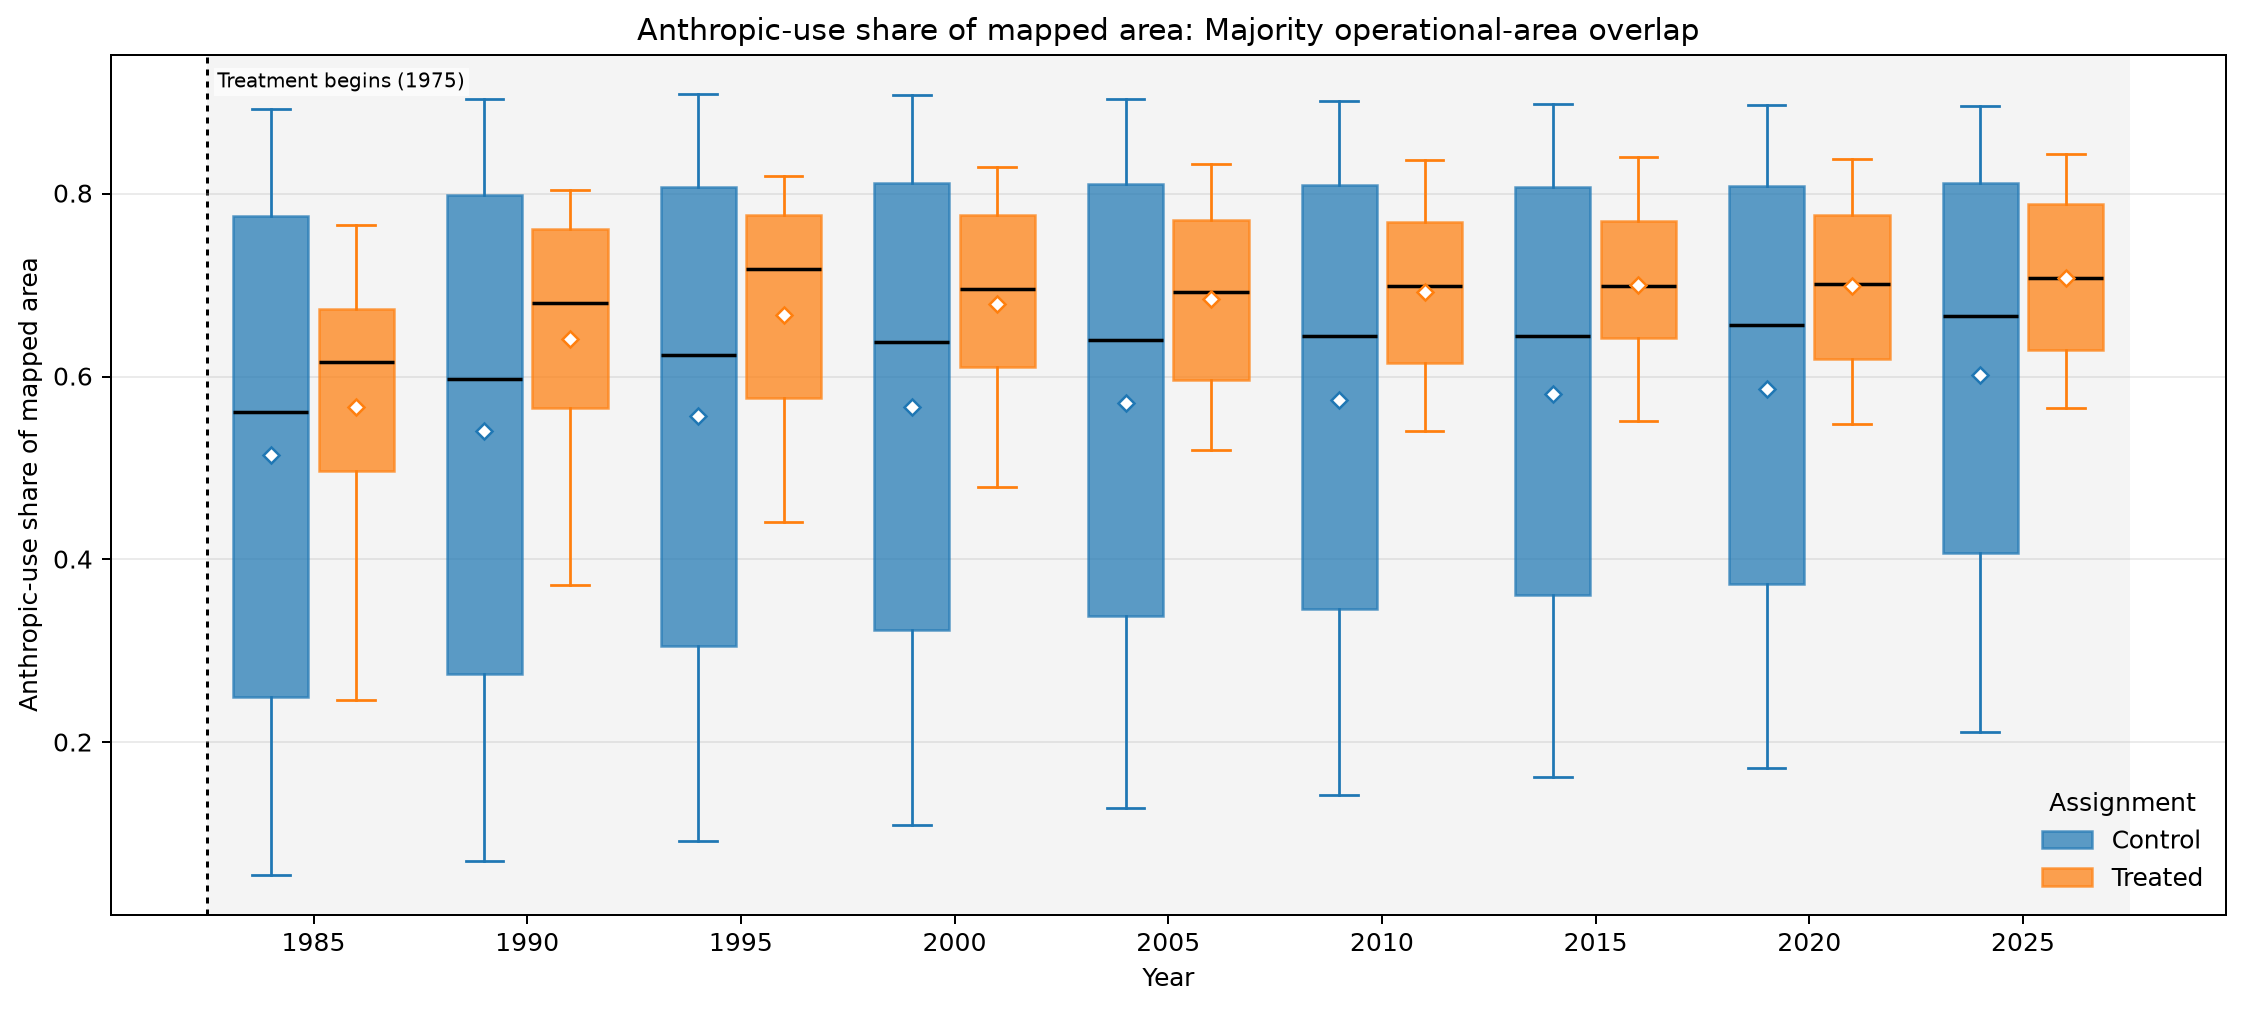 Anthropic-use share of mapped area: Majority operational-area overlap
Treatment begins (1975)
Anthropic-use share of mapped area
0.8
0.6
0.4
0.2
1985 1990 1995 2000 2005 2010 2015 2020 2025
Year
Assignment
Control
Treated